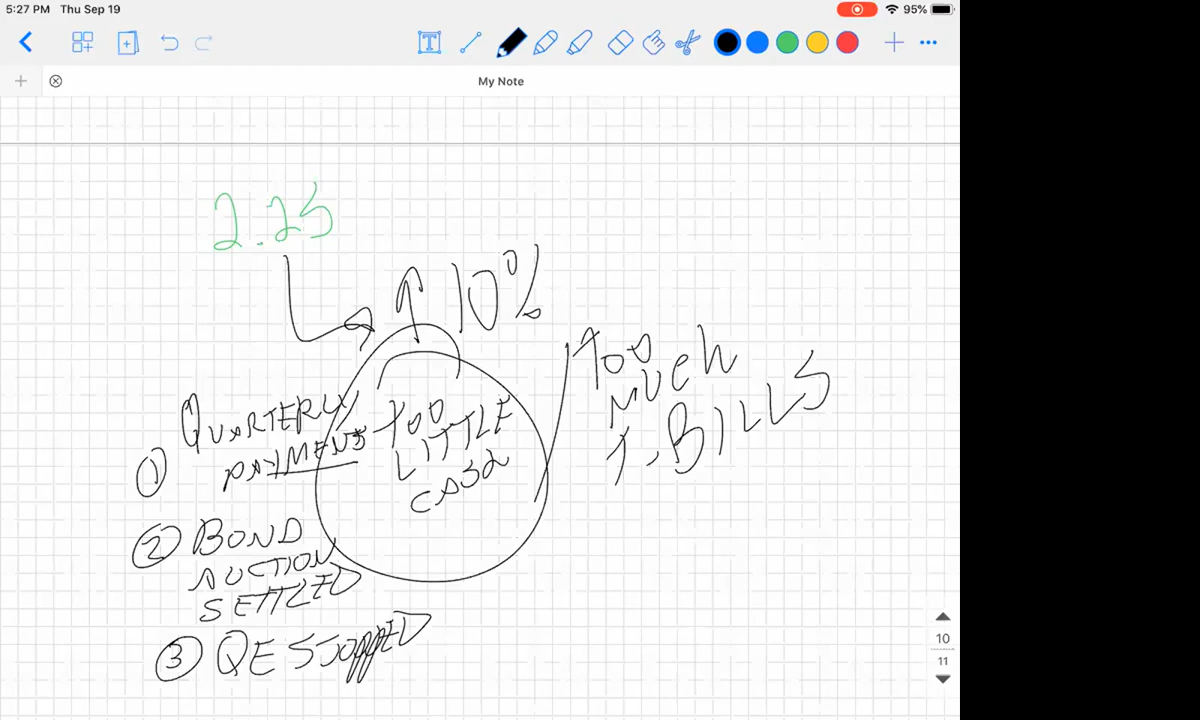 5:27 PM Thu Sep 19
95%
My Note
2.25
10%
TOO
MUCH
T. BILLS
QUARTERLY
PAYMENTS
TOO
LITTLE
CASH
1
2 BOND
AUCTION
SETTLED
3 QE STOPPED
10
11